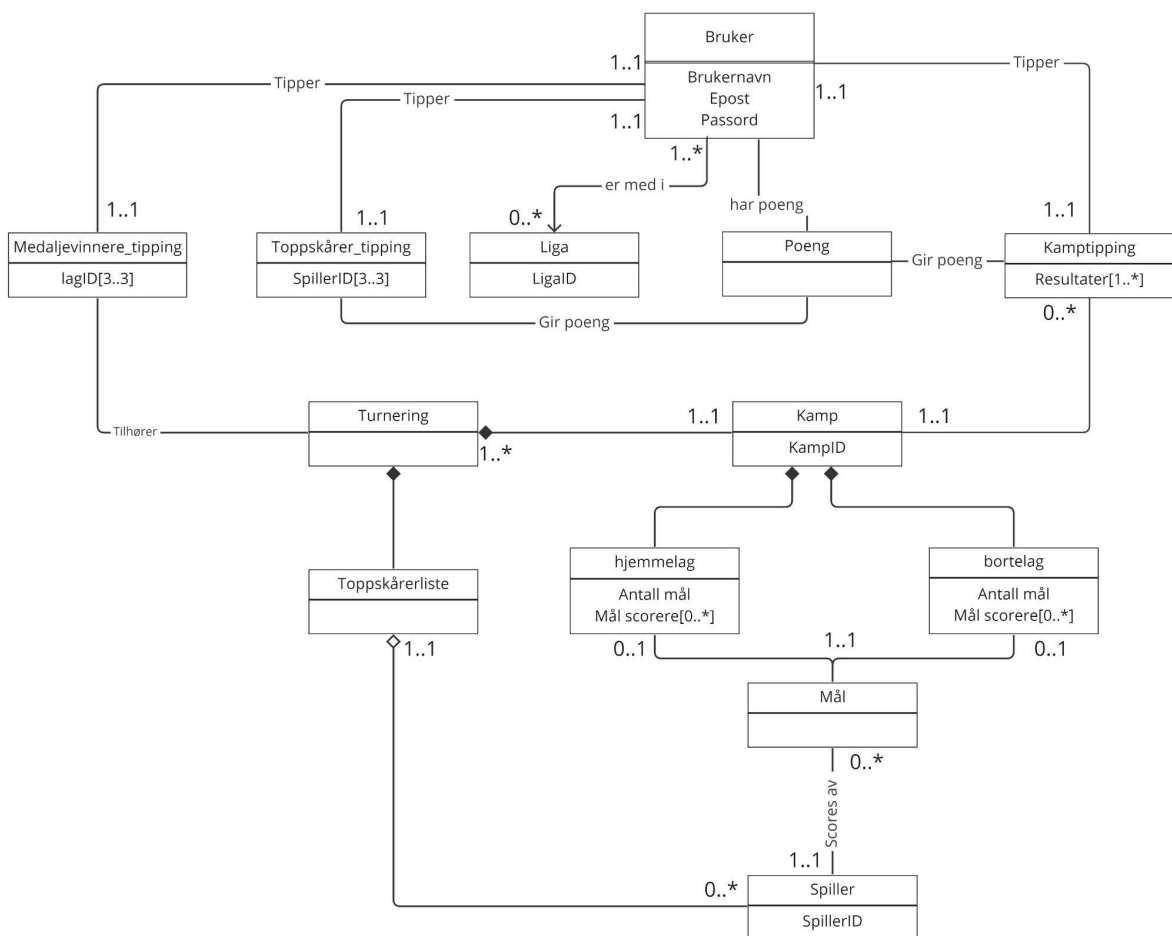 Bruker
1..1
Tipper
Tipper
Brukernavn
Epost
Passord
Tipper
1..1
1..1
1..*
er med i
har poeng
0..*
1..1
1..1
1..1
Medaljevinnere_tipping
lagID[3..3]
Toppskårer_tipping
SpillerID[3..3]
Liga
LigaID
Poeng
Gir poeng
Kamptipping
Resultater[1..*]
0..*
Gir poeng
Tilhører
Turnering
1..*
1..1
Kamp
KampID
1..1
hjemmelag
Antall mål
Mål scorere[0..*]
bortelag
Antall mål
Mål scorere[0..*]
Toppskårerliste
1..1
0..1
1..1
0..1
Mål
0..*
Scores av
1..1
0..*
Spiller
SpillerID